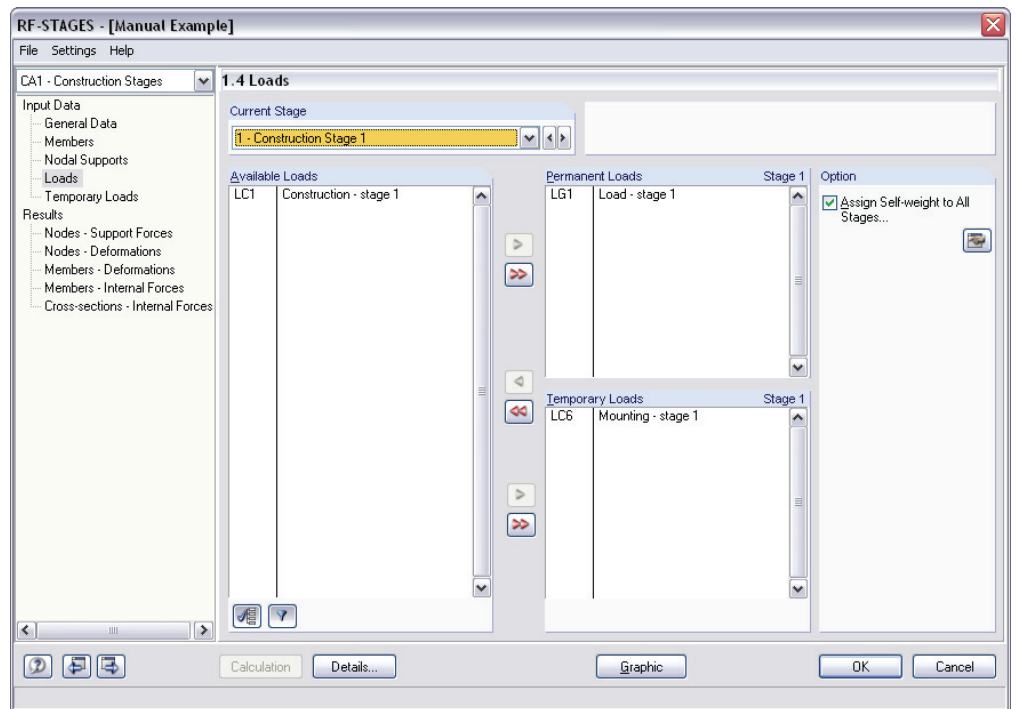 RF-STAGES - [Manual Example]
File Settings Help
CA1 - Construction Stages
1.4 Loads
Input Data
General Data
Members
Nodal Supports
Loads
Temporary Loads
Results
Nodes - Support Forces
Nodes - Deformations
Members - Deformations
Members - Internal Forces
Cross-sections - Internal Forces
Current Stage
1 - Construction Stage 1
Available Loads
LC1 Construction - stage 1
Permanent Loads Stage 1
LG1 Load - stage 1
Temporary Loads Stage 1
LC6 Mounting - stage 1
Option
Assign Self-weight to All
Stages...
Calculation Details... Graphic OK Cancel